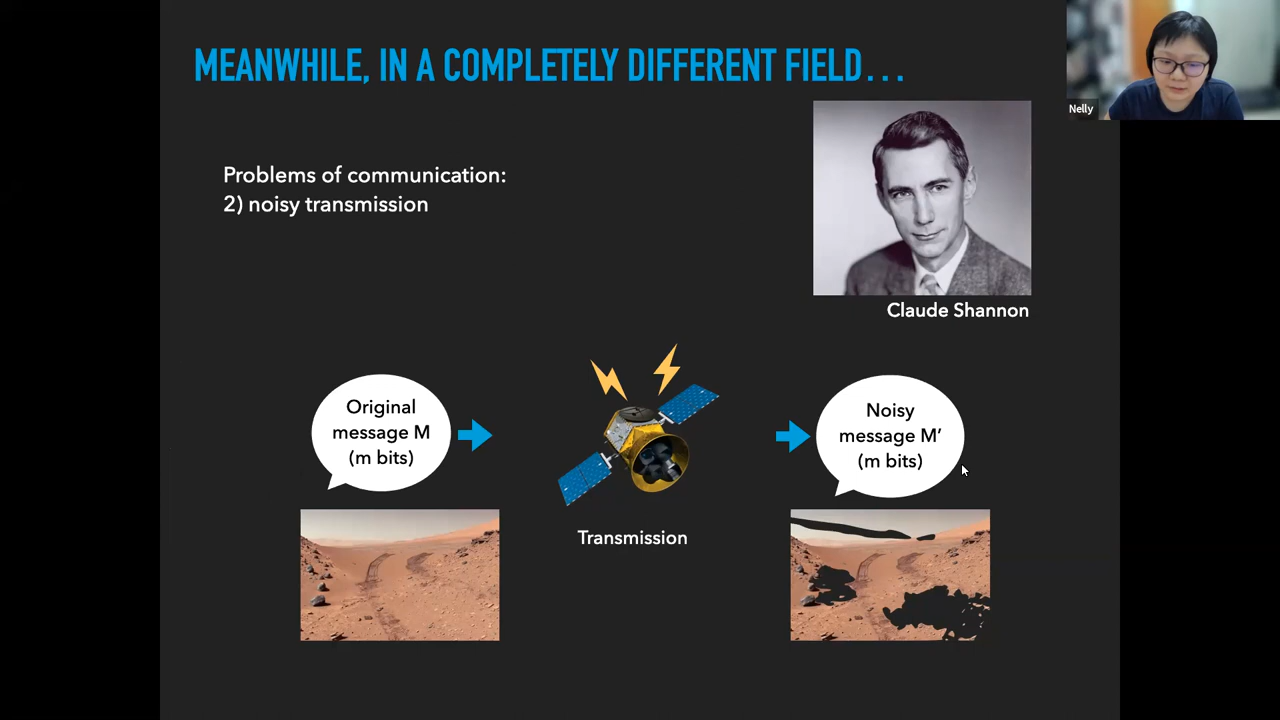 MEANWHILE, IN A COMPLETELY DIFFERENT FIELD...
Nelly
Problems of communication:
2) noisy transmission
Claude Shannon
Original
message M
(m bits)
Noisy
message M’
(m bits)
Transmission